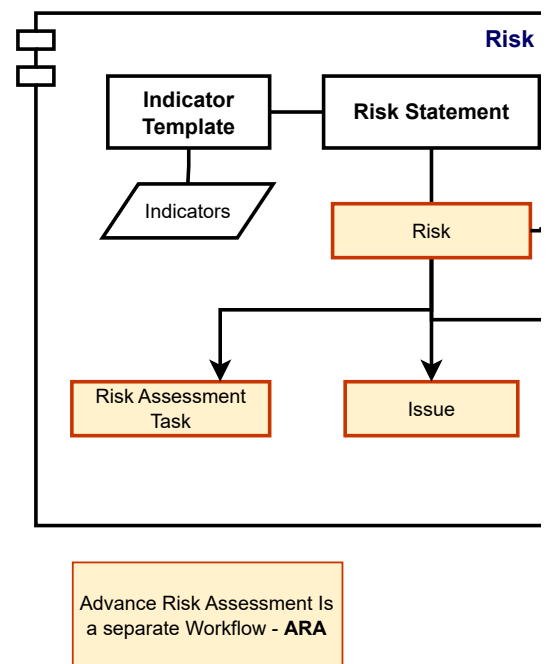 Risk
Indicator
Template
Risk Statement
Indicators
Risk
Risk Assessment
Task
Issue
Advance Risk Assessment Is
a separate Workflow - ARA